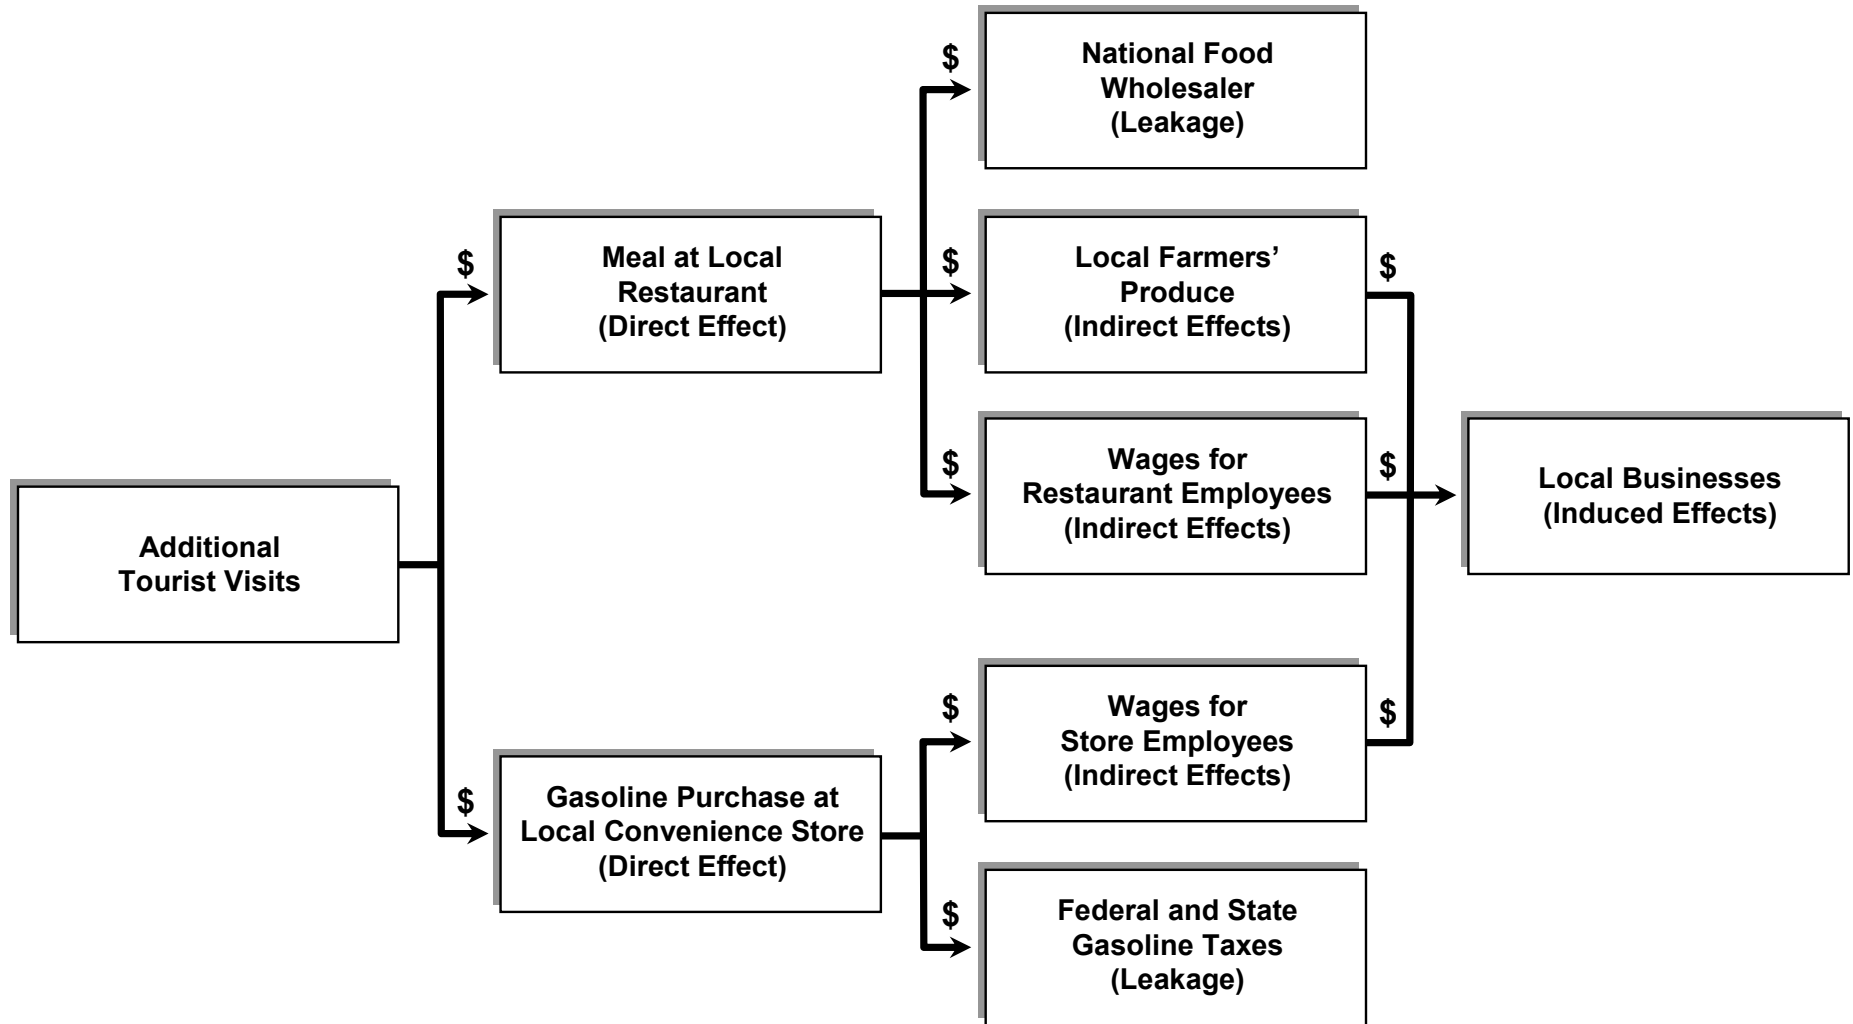 $
National Food
Wholesaler
(Leakage)
$
Meal at Local
Restaurant
(Direct Effect)
$
Local Farmers’
Produce
(Indirect Effects)
$
$
Wages for
Restaurant Employees
(Indirect Effects)
$
Local Businesses
(Induced Effects)
Additional
Tourist Visits
$
Wages for
Store Employees
(Indirect Effects)
$
$
Gasoline Purchase at
Local Convenience Store
(Direct Effect)
$
Federal and State
Gasoline Taxes
(Leakage)